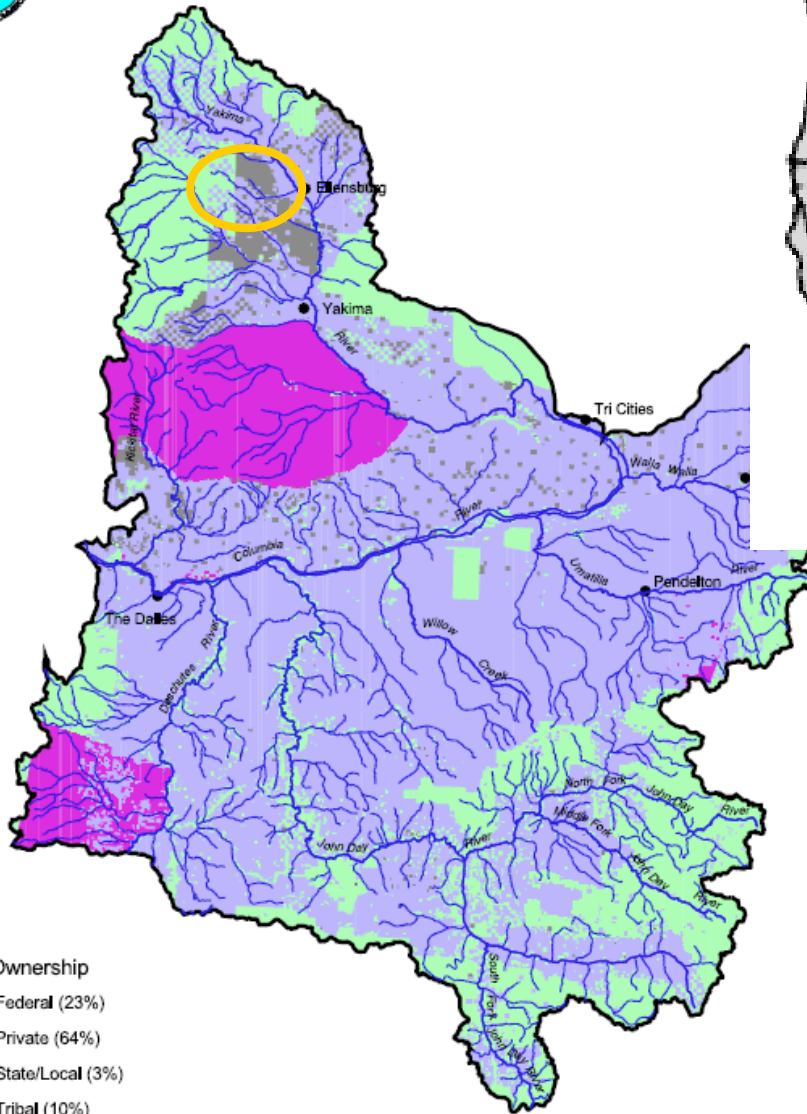 Yakima
Ellensburg
Yakima
River
Tri Cities
Klickitat River
Walla Walla
River
Columbia
Umatilla
River
Pendelton
The Dalles
River
Deschutes
Willow
Creek
North Fork
John Day
River
Middle Fork
John Day
River
John Day
River
South Fork John Day River
Ownership
Federal (23%)
Private (64%)
State/Local (3%)
Tribal (10%)